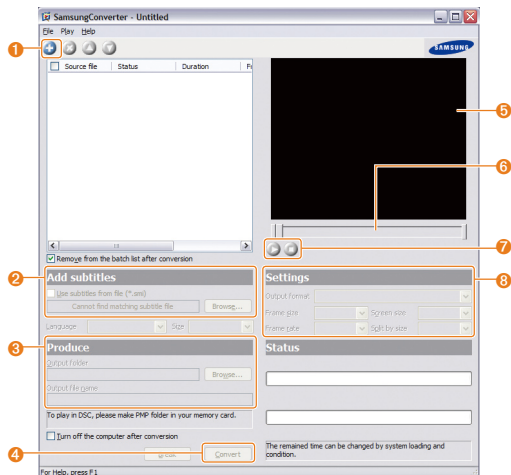 SamsungConverter - Untitled
File Play Help
1
SAMSUNG
Source file Status Duration
5
6
7
Remove from the batch list after conversion
2
Add subtitles
Use subtitles from file (*.smi)
Cannot find matching subtitle file Browse...
Language Size
8
Settings
Output format
Frame size Screen size
Frame rate Split by size
3
Produce
Output folder
Browse...
Output file name
To play in DSC, please make PMP folder in your memory card.
Status
Turn off the computer after conversion
4
Break Convert
The remained time can be changed by system loading and
condition.
For Help, press F1